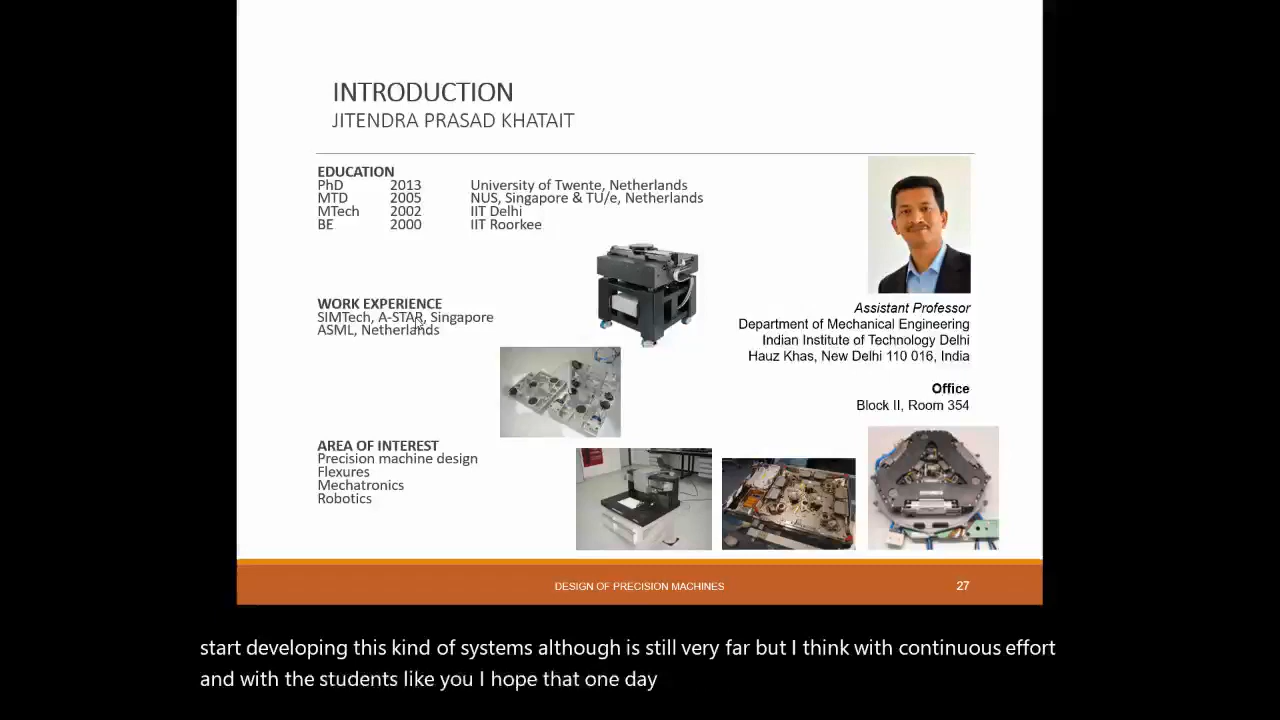 INTRODUCTION
JITENDRA PRASAD KHATAIT
EDUCATION
PhD 2013 University of Twente, Netherlands
MTD 2005 NUS, Singapore & TU/e, Netherlands
MTech 2002 IIT Delhi
BE 2000 IIT Roorkee
WORK EXPERIENCE
SIMTech, A-STAR, Singapore
ASML, Netherlands
AREA OF INTEREST
Precision machine design
Flexures
Mechatronics
Robotics
Assistant Professor
Department of Mechanical Engineering
Indian Institute of Technology Delhi
Hauz Khas, New Delhi 110 016, India
Office
Block II, Room 354
DESIGN OF PRECISION MACHINES
27
start developing this kind of systems although is still very far but I think with continuous effort
and with the students like you I hope that one day